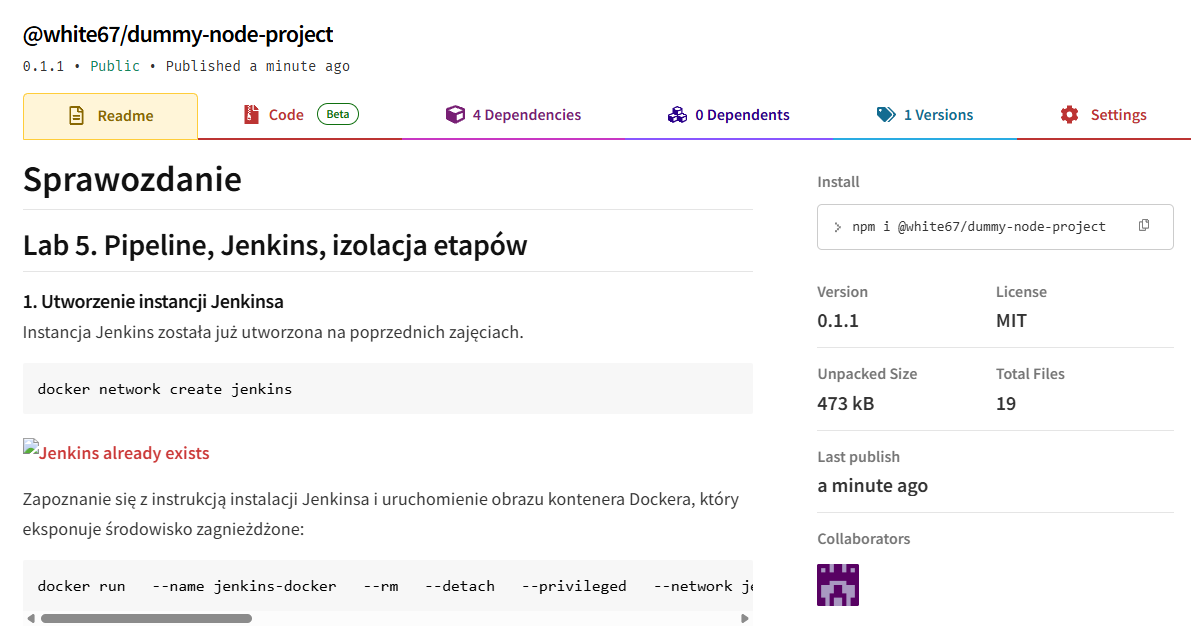 @white67/dummy-node-project
0.1.1 • Public • Published a minute ago
Readme
Code Beta
4 Dependencies
0 Dependents
1 Versions
Settings
Sprawozdanie
Lab 5. Pipeline, Jenkins, izolacja etapów
1. Utworzenie instancji Jenkinsa
Instancja Jenkins została już utworzona na poprzednich zajęciach.
docker network create jenkins
Jenkins already exists
Zapoznanie się z instrukcją instalacji Jenkinsa i uruchomienie obrazu kontenera Dockera, który
eksponuje środowisko zagnieżdżone:
docker run --name jenkins-docker --rm --detach --privileged --network je
Install
npm i @white67/dummy-node-project
Version
0.1.1
License
MIT
Unpacked Size
473 kB
Total Files
19
Last publish
a minute ago
Collaborators